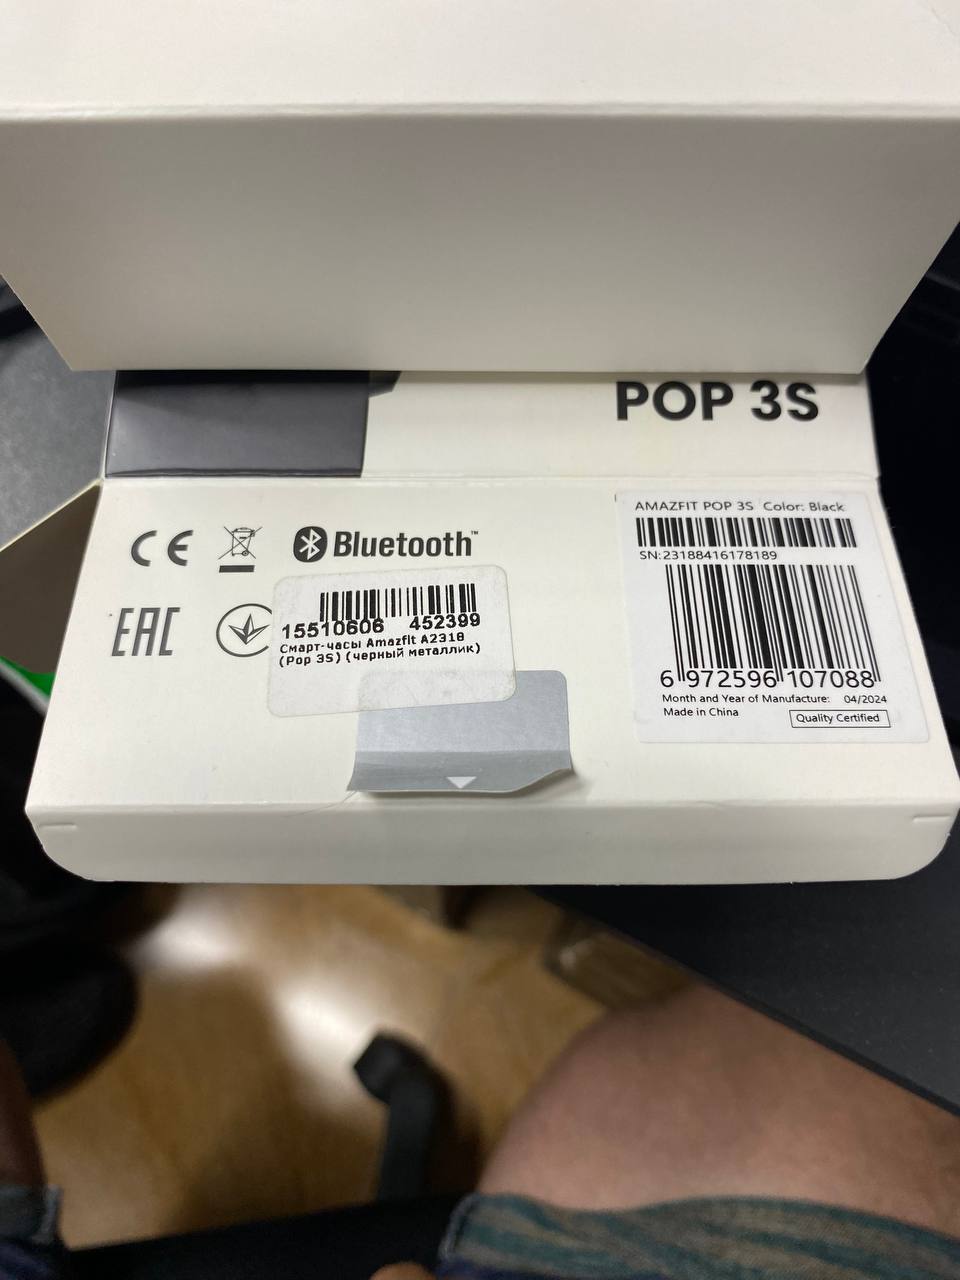 POP 3S
CE
Bluetooth™
EAC
15510606 452399
Смарт-часы Amazfit A2318
(Pop 3S) (черный металлик)
AMAZFIT POP 3S Color: Black
SN:23188416178189
6 972596 107088
Month and Year of Manufacture: 04/2024
Made in China
Quality Certified